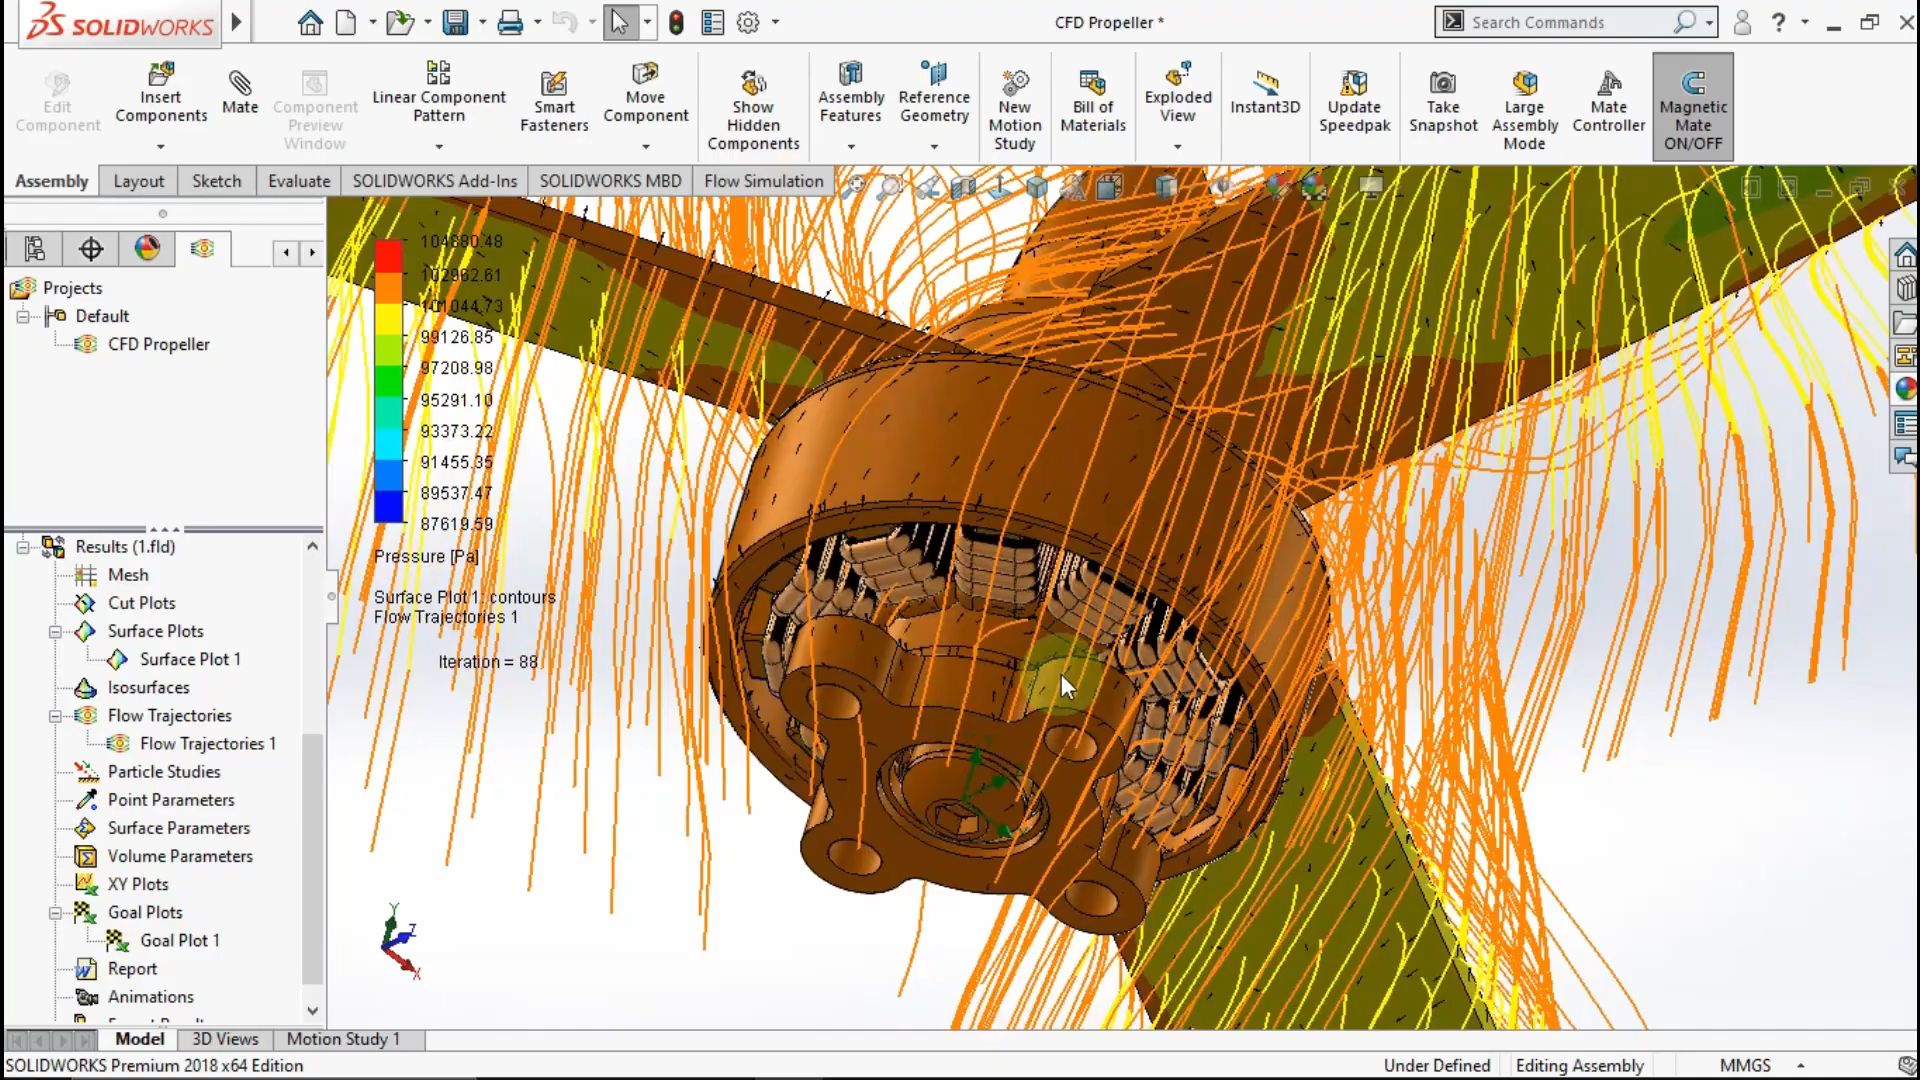 SOLIDWORKS
CFD Propeller *
Search Commands
?
Edit
Component
Insert
Components
Mate
Component
Preview
Window
Linear Component
Pattern
Smart
Fasteners
Move
Component
Show
Hidden
Components
Assembly
Features
Reference
Geometry
New
Motion
Study
Bill of
Materials
Exploded
View
Instant3D
Update
Speedpak
Take
Snapshot
Large
Assembly
Mode
Mate
Controller
Magnetic
Mate
ON/OFF
Assembly
Layout
Sketch
Evaluate
SOLIDWORKS Add-Ins
SOLIDWORKS MBD
Flow Simulation
Projects
Default
CFD Propeller
104880.48
102962.61
101044.73
99126.85
97208.98
95291.10
93373.22
91455.35
89537.47
87619.59
Pressure [Pa]
Surface Plot 1: contours
Flow Trajectories 1
Iteration = 88
Results (1.fld)
Mesh
Cut Plots
Surface Plots
Surface Plot 1
Isosurfaces
Flow Trajectories
Flow Trajectories 1
Particle Studies
Point Parameters
Surface Parameters
Volume Parameters
XY Plots
Goal Plots
Goal Plot 1
Report
Animations
Y
Z
X
Model
3D Views
Motion Study 1
SOLIDWORKS Premium 2018 x64 Edition
Under Defined
Editing Assembly
MMGS